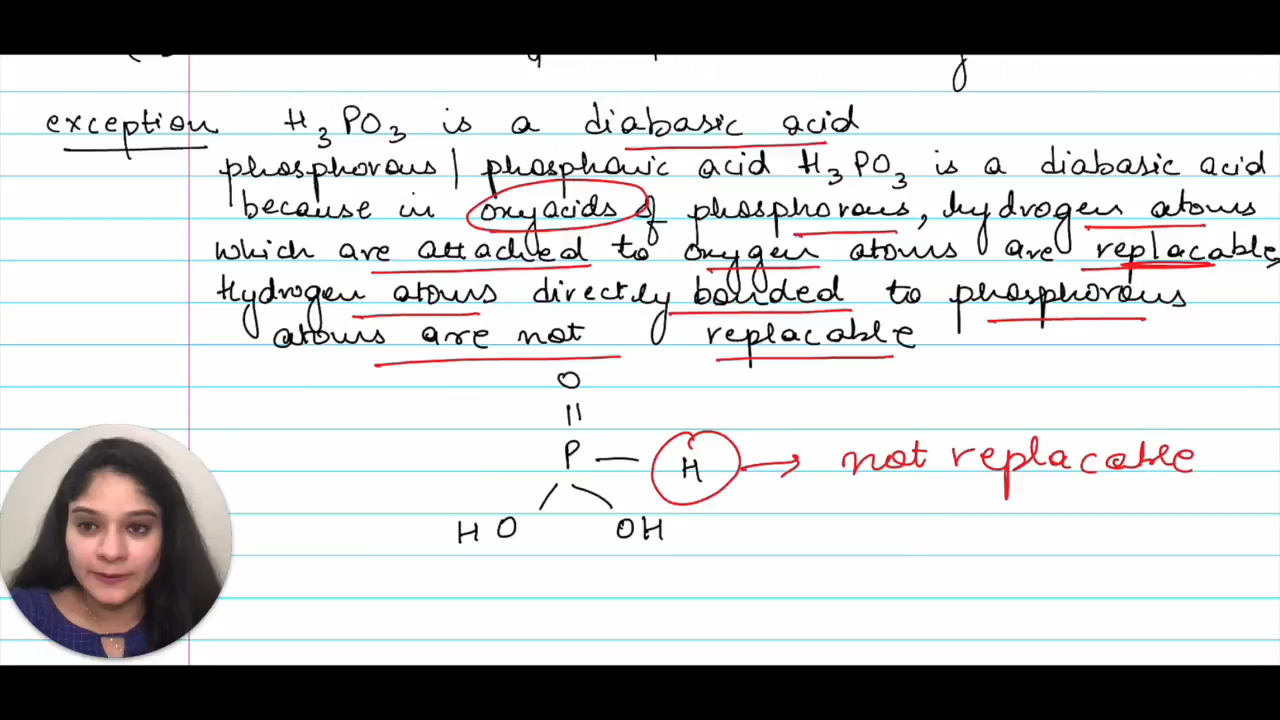 exception H₃PO₃ is a diabasic acid
phosphorous | phosphonic acid H₃PO₃ is a diabasic acid
because in oxyacids of phosphorous, hydrogen atoms
which are attached to oxygen atoms are replacable,
Hydrogen atoms directly bonded to phosphorous
atoms are not replacable
O
||
P — H → not replacable
HO OH